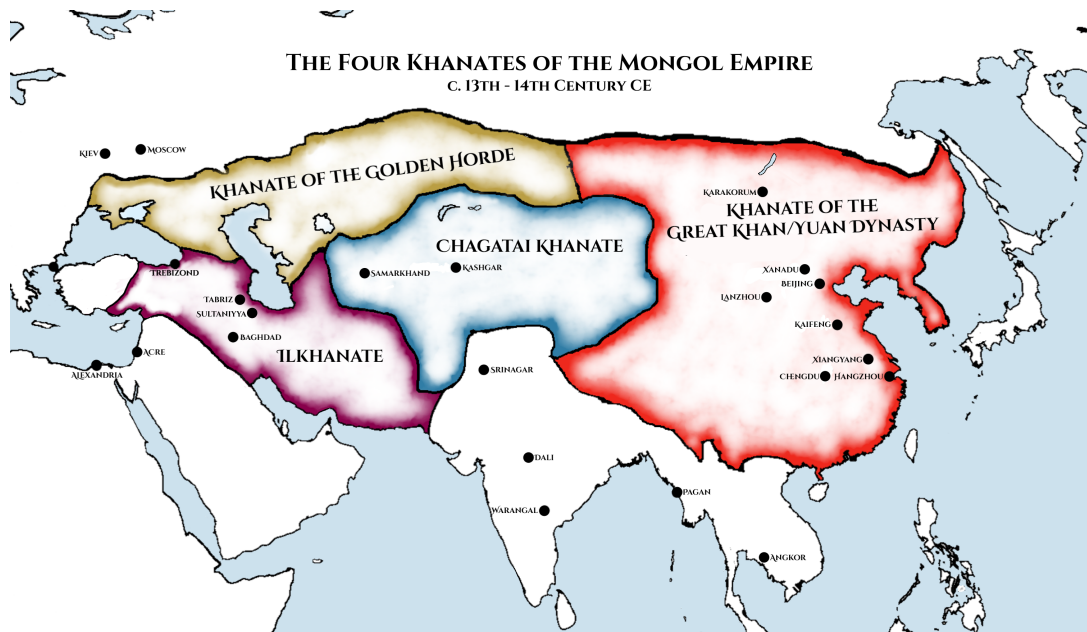 The Four Khanates of the Mongol Empire
c. 13th - 14th Century CE
Kiev
Moscow
Khanate of the Golden Horde
Karakorum
Khanate of the
Great Khan/Yuan Dynasty
Chagatai Khanate
Samarkhand
Kashgar
Trebizond
Xanadu
Beijing
Lanzhou
Tabriz
Sultaniyya
Kaifeng
Baghdad
Acre
Ilkhanate
Xiangyang
Alexandria
Srinagar
Chengdu
Hangzhou
Dali
Pagan
Warangal
Angkor